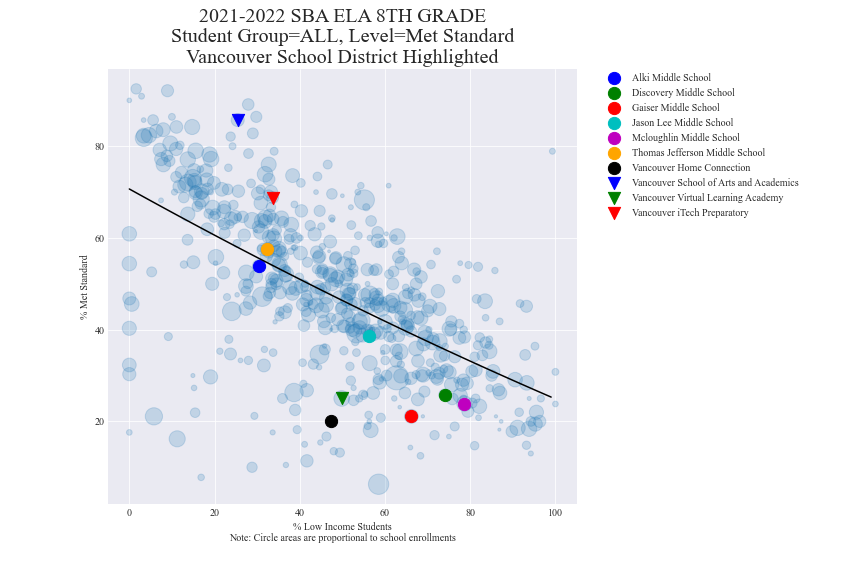 2021-2022 SBA ELA 8TH GRADE
Student Group=ALL, Level=Met Standard
Vancouver School District Highlighted
% Met Standard
80
60
40
20
0
20
40
60
80
100
% Low Income Students
Note: Circle areas are proportional to school enrollments
Alki Middle School
Discovery Middle School
Gaiser Middle School
Jason Lee Middle School
Mcloughlin Middle School
Thomas Jefferson Middle School
Vancouver Home Connection
Vancouver School of Arts and Academics
Vancouver Virtual Learning Academy
Vancouver iTech Preparatory